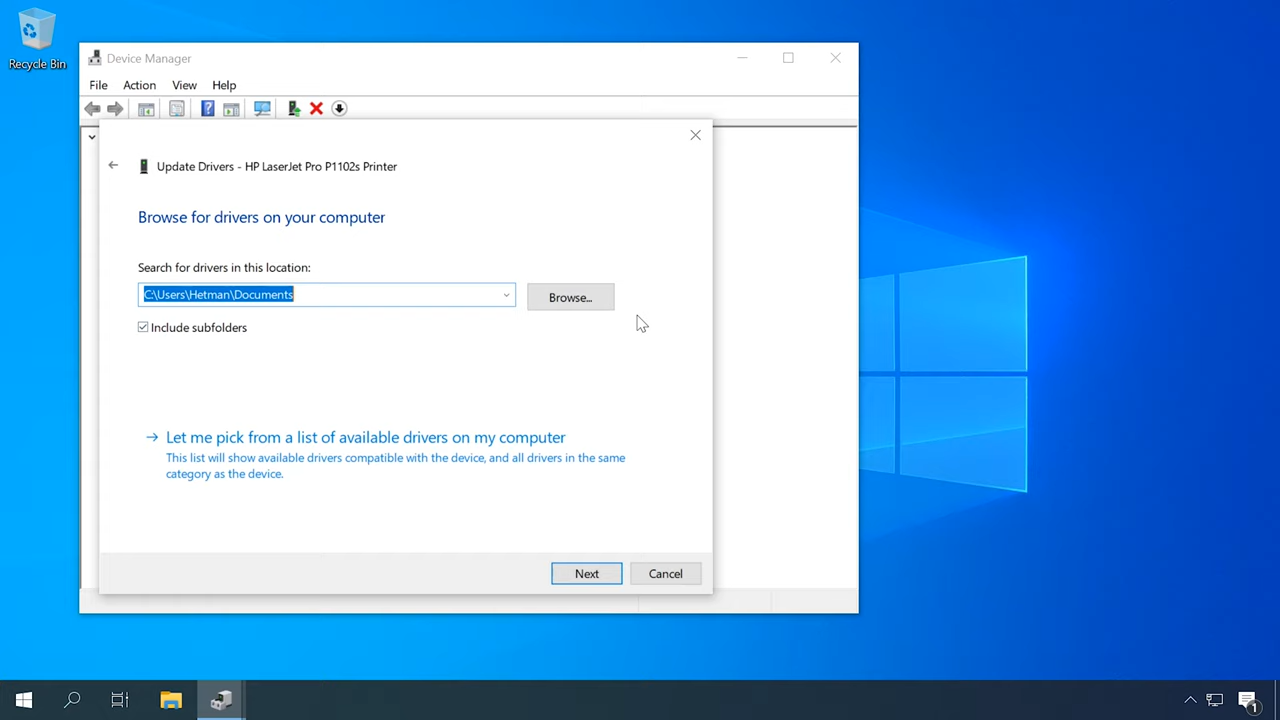 Recycle Bin
Device Manager
File Action View Help
Update Drivers - HP LaserJet Pro P1102s Printer
Browse for drivers on your computer
Search for drivers in this location:
C:\Users\Hetman\Documents
Browse...
Include subfolders
Let me pick from a list of available drivers on my computer
This list will show available drivers compatible with the device, and all drivers in the same
category as the device.
Next Cancel
1